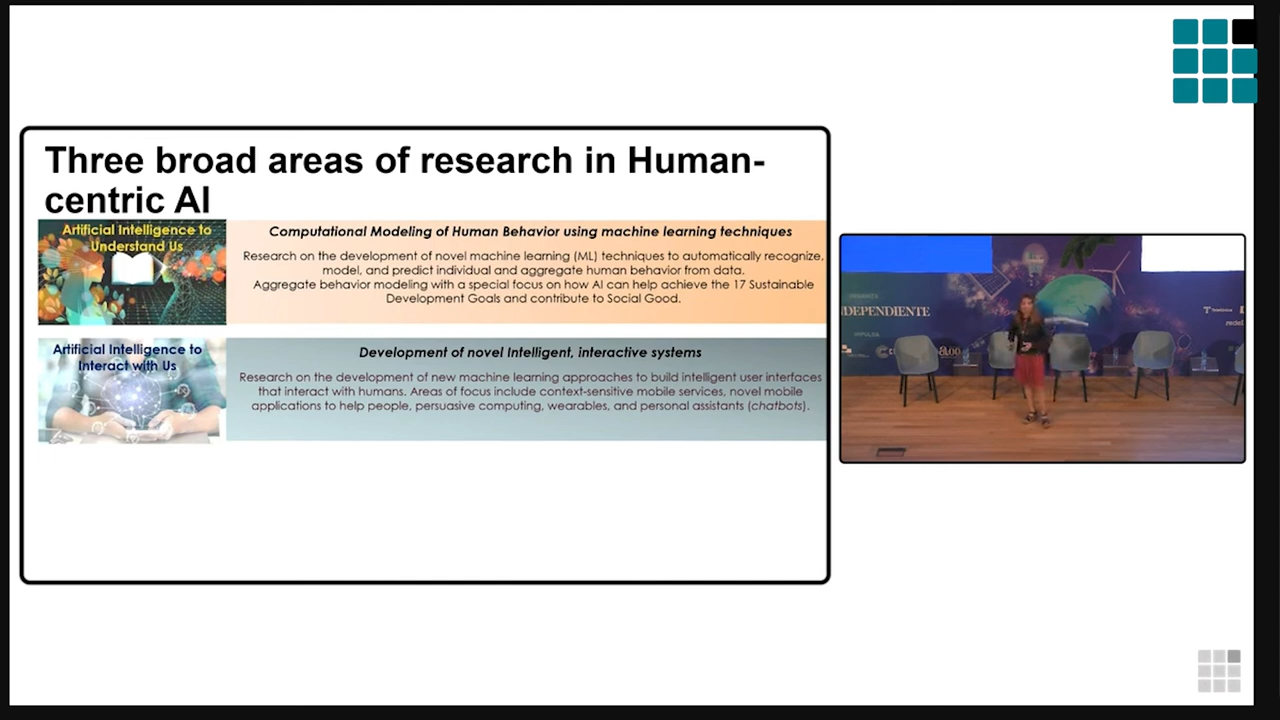 Three broad areas of research in Human-
centric AI
Artificial Intelligence to
Understand Us
Computational Modeling of Human Behavior using machine learning techniques
Research on the development of novel machine learning (ML) techniques to automatically recognize,
model, and predict individual and aggregate human behavior from data.
Aggregate behavior modeling with a special focus on how AI can help achieve the 17 Sustainable
Development Goals and contribute to Social Good.
Artificial Intelligence to
Interact with Us
Development of novel Intelligent, interactive systems
Research on the development of new machine learning approaches to build intelligent user interfaces
that interact with humans. Areas of focus include context-sensitive mobile services, novel mobile
applications to help people, persuasive computing, wearables, and personal assistants (chatbots).
NDEPENDIENTE
IMPULSA
Telefónica